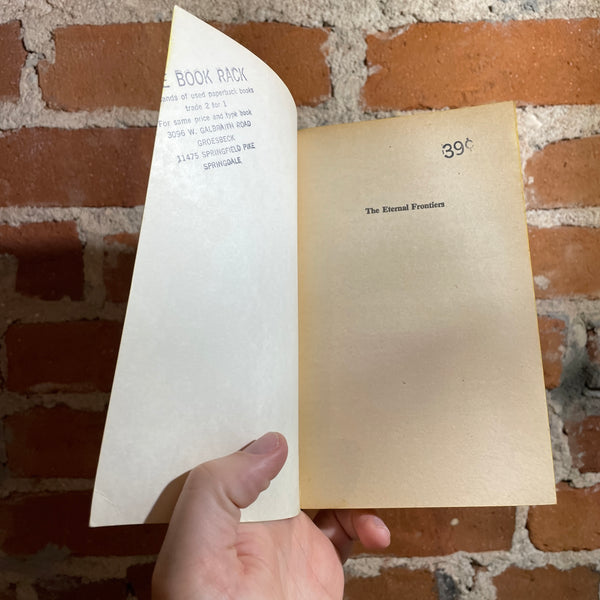 E BOOK RACK
ands of used paperback books
trade 2 for 1
For same price and type book
3096 W. GALBRAITH ROAD
GROESBECK
11475 SPRINGFIELD PIKE
SPRINGDALE
39¢
The Eternal Frontiers